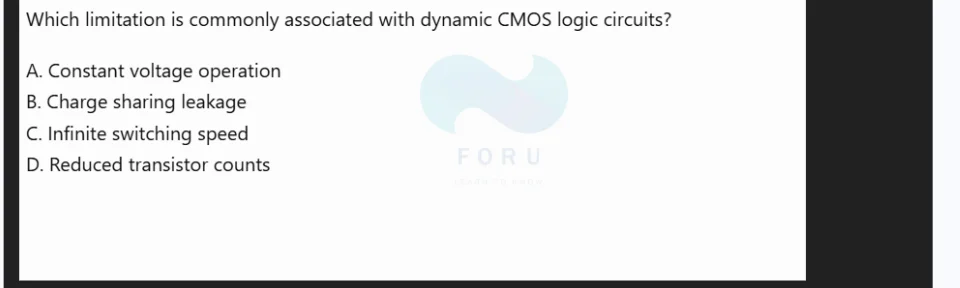 Which limitation is commonly associated with dynamic CMOS logic circuits?
A. Constant voltage operation
B. Charge sharing leakage
C. Infinite switching speed
D. Reduced transistor counts
FORU